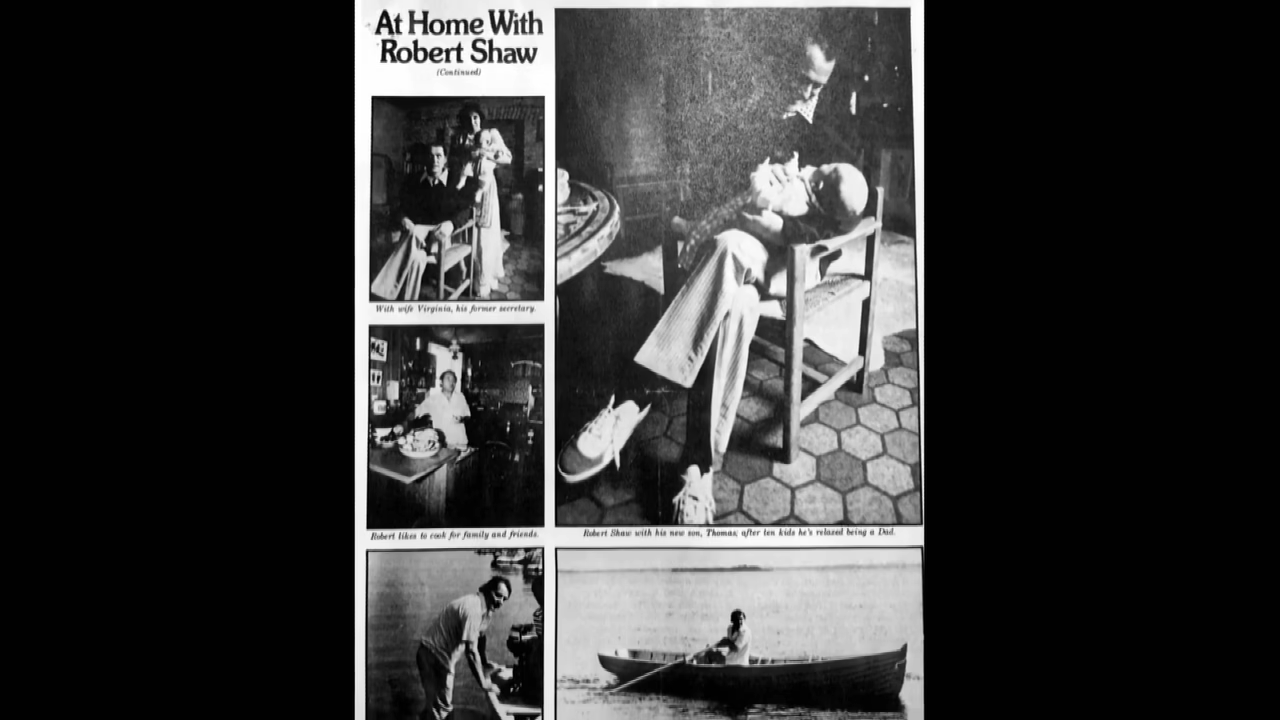 At Home With
Robert Shaw
(Continued)
With wife Virginia, his former secretary.
Robert likes to cook for family and friends.
Robert Shaw with his new son, Thomas; after ten kids he's relaxed being a Dad.